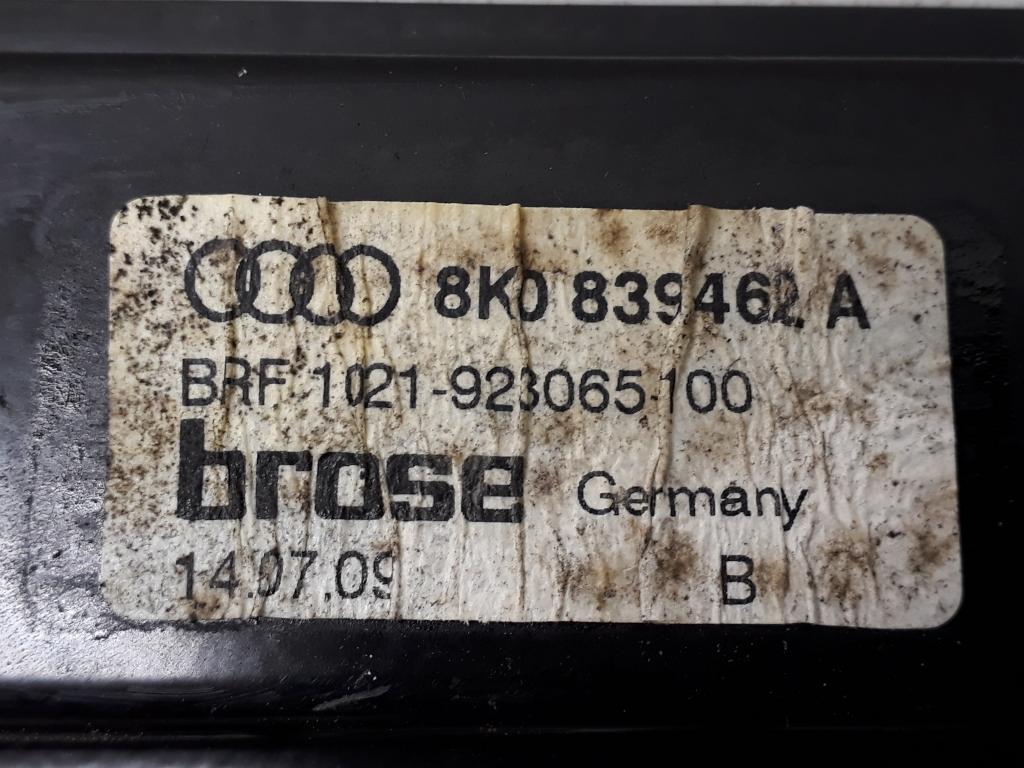 8K0 839462 A
BRF 1021-923065-100
brose Germany
14.07.09 B